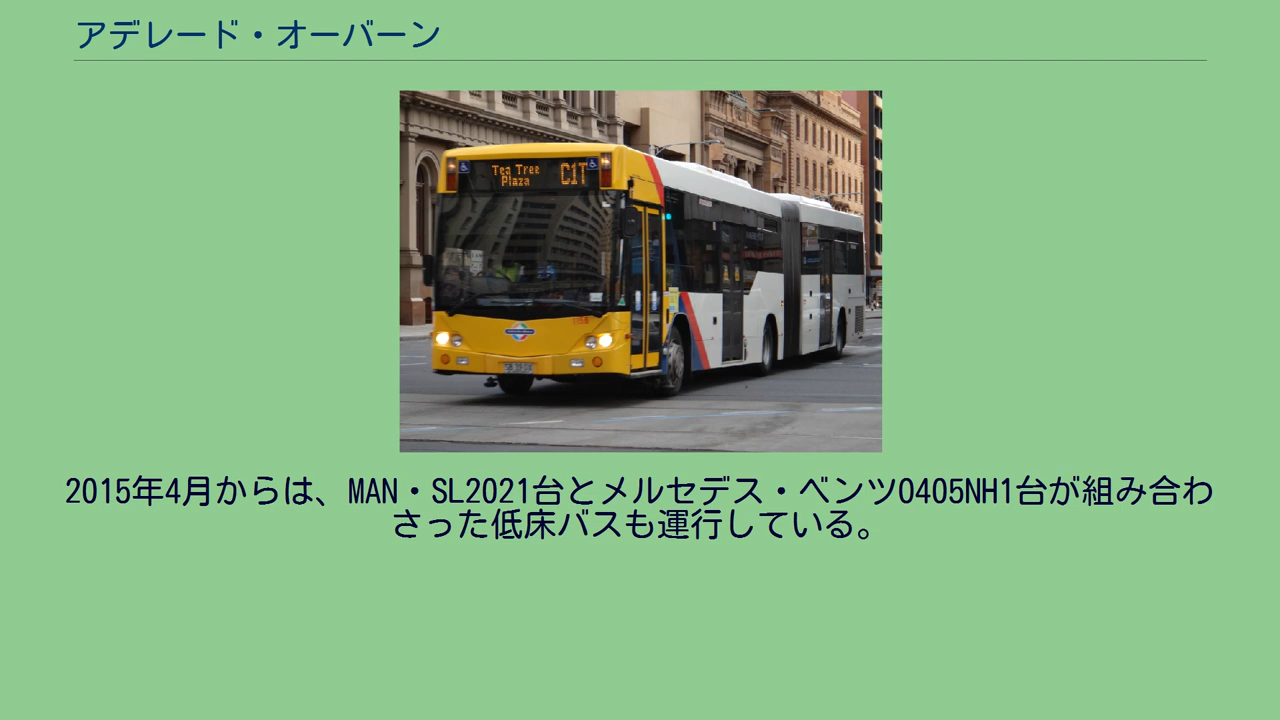 アデレード・オーバーン
Tea Tree
Plaza
C1T
2015年4月からは、MAN・SL2021台とメルセデス・ベンツO405NH1台が組み合わ
さった低床バスも運行している。